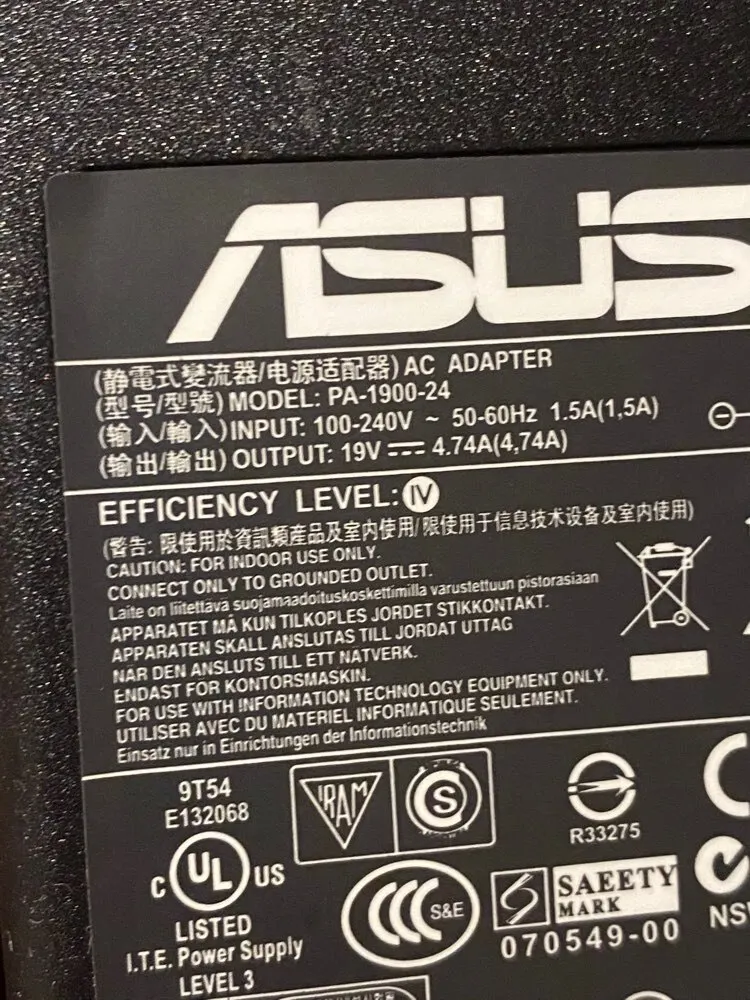 ASUS
(静電式變流器/电源适配器) AC ADAPTER
(型号/型號) MODEL: PA-1900-24
(输入/輸入)INPUT: 100-240V ~ 50-60Hz 1.5A(1,5A)
(输出/輸出) OUTPUT: 19V ⎓ 4.74A(4,74A)
EFFICIENCY LEVEL: IV
(警告: 限使用於資訊類產品及室内使用/限使用于信息技术设备及室内使用)
CAUTION: FOR INDOOR USE ONLY.
CONNECT ONLY TO GROUNDED OUTLET.
Laite on liitettava suojamaadoituskoskettimilla varustettuun pistorasiaan
APPARATET MÅ KUN TILKOPLES JORDET STIKKONTAKT.
APPARATEN SKALL ANSLUTAS TILL JORDAT UTTAG
NAR DEN ANSLUTS TILL ETT NATVERK.
ENDAST FOR KONTORSMASKIN.
FOR USE WITH INFORMATION TECHNOLOGY EQUIPMENT ONLY.
UTILISER AVEC DU MATERIEL INFORMATIQUE SEULEMENT.
Einsatz nur in Einrichtungen der Informationstechnik
9T54
E132068
C UL US
LISTED
I.T.E. Power Supply
LEVEL 3
IRAM
S
R33275
CCC S&E
SAEETY
MARK
070549-00